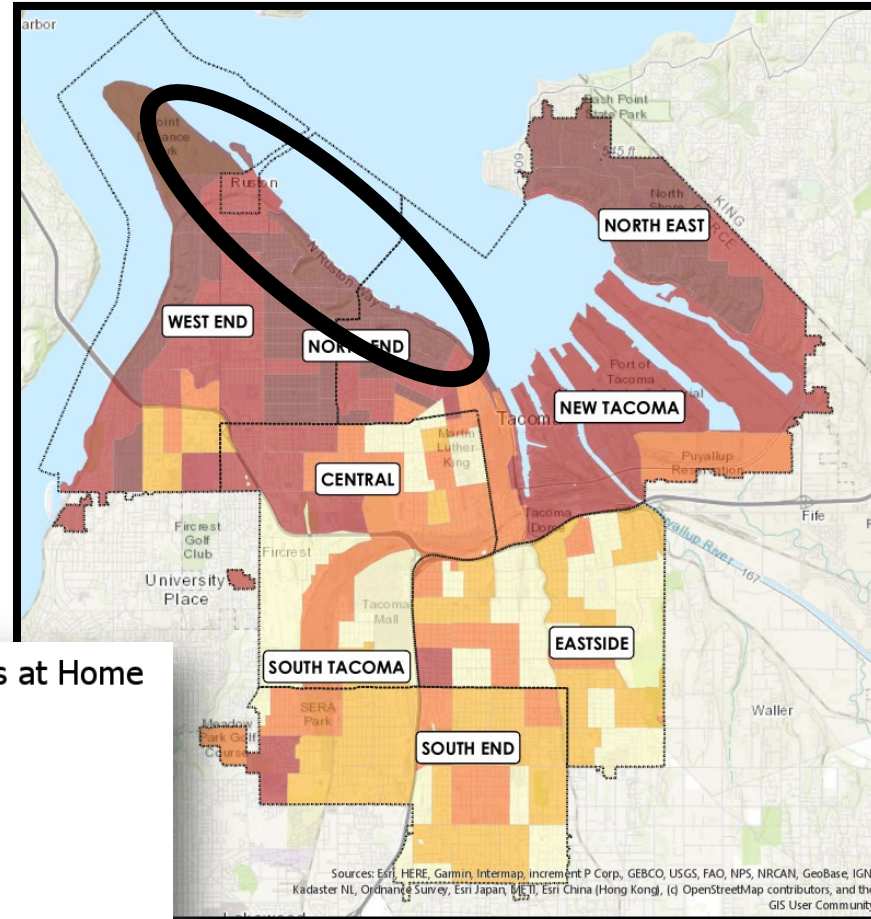 arbor
Point
Defiance
Park
Ruston
N Ruston Way
Dash Point
State Park
509
545 ft
North
Shore
KING
PIERCE
NORTH EAST
WEST END
NORTH END
Port of
Tacoma
NEW TACOMA
Tacoma
Martin
Luther
King
Puyallup
Reservation
CENTRAL
Tacoma
Dome
Fife
Fircrest
Golf
Club
Fircrest
Puyallup River
167
University
Place
Tacoma
Mall
EASTSIDE
s at Home
SOUTH TACOMA
SERA
Park
Meadow
Park Golf
Course
Waller
SOUTH END
Sources: Esri, HERE, Garmin, Intermap, increment P Corp., GEBCO, USGS, FAO, NPS, NRCAN, GeoBase, IGN,
Kadaster NL, Ordnance Survey, Esri Japan, METI, Esri China (Hong Kong), (c) OpenStreetMap contributors, and the
GIS User Community
Lakewood